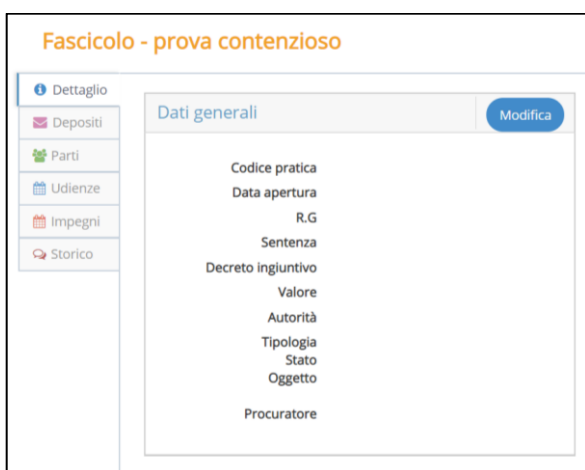 Fascicolo - prova contenzioso
Dettaglio
Depositi
Parti
Udienze
Impegni
Storico
Dati generali
Modifica
Codice pratica
Data apertura
R.G
Sentenza
Decreto ingiuntivo
Valore
Autorità
Tipologia
Stato
Oggetto
Procuratore